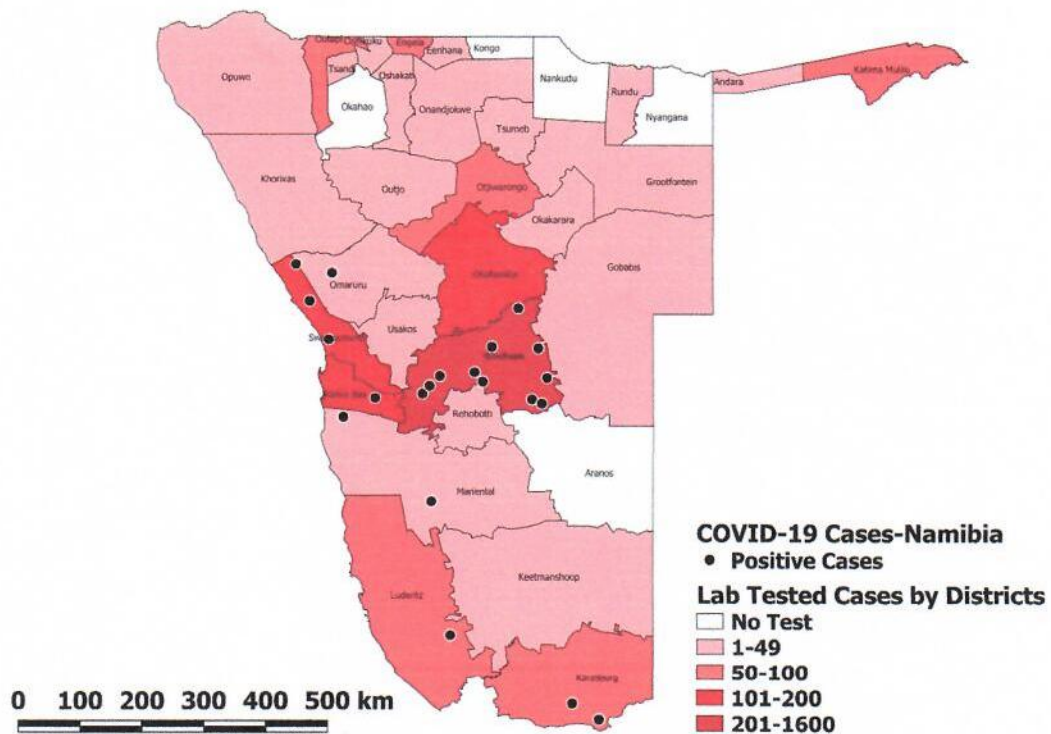 Outapi
Engela
Eenhana
Kongo
Opuwo
Tsandi
Oshakati
Nankudu
Andara
Katima Mulilo
Okahao
Onandjokwe
Rundu
Nyangana
Tsumeb
Khorixas
Outjo
Otjiwarongo
Grootfontein
Okakarara
Gobabis
Omaruru
Usakos
Rehoboth
Aranos
Mariental
COVID-19 Cases-Namibia
Positive Cases
Keetmanshoop
Luderitz
Lab Tested Cases by Districts
No Test
1-49
50-100
101-200
201-1600
Karasburg
0 100 200 300 400 500 km